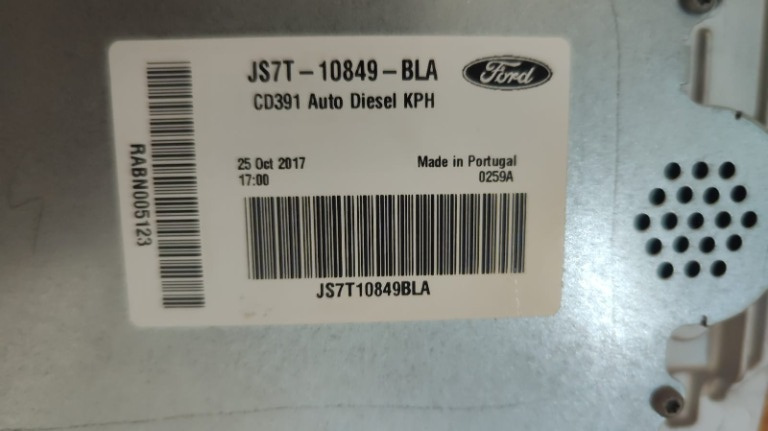 JS7T-10849-BLA
Ford
CD391 Auto Diesel KPH
25 Oct 2017
Made in Portugal
17:00
0259A
JS7T10849BLA
RABN005123